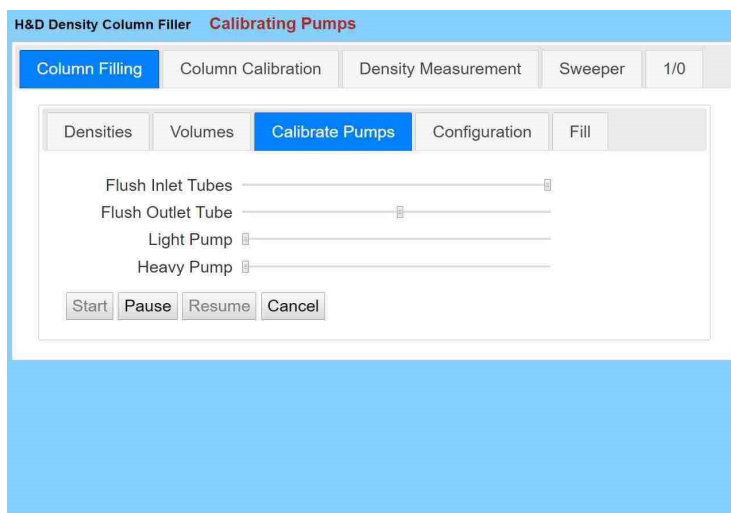 H&D Density Column Filler Calibrating Pumps
Column Filling Column Calibration Density Measurement Sweeper 1/0
Densities Volumes Calibrate Pumps Configuration Fill
Flush Inlet Tubes
Flush Outlet Tube
Light Pump
Heavy Pump
Start Pause Resume Cancel